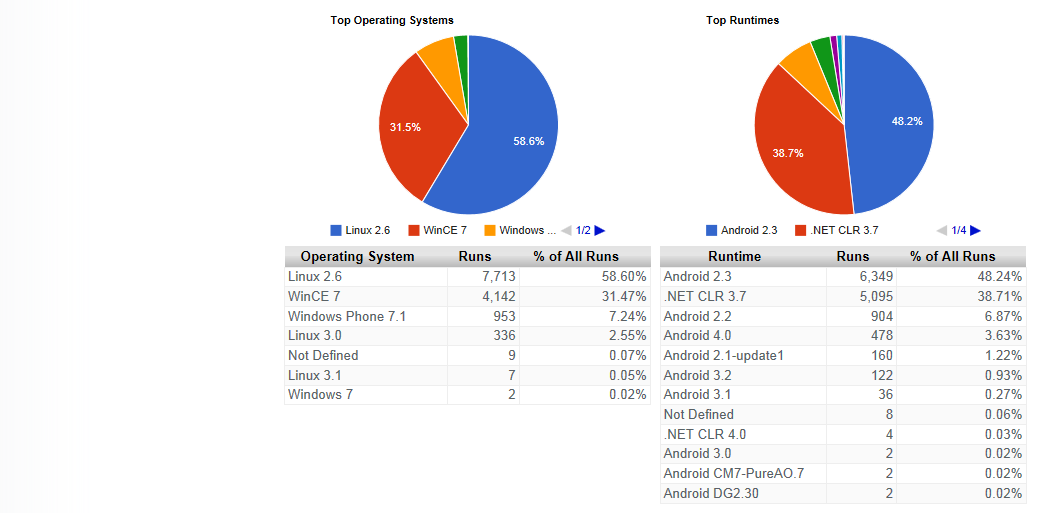 Top Operating Systems
31.5%
58.6%
Linux 2.6 WinCE 7 Windows ... 1/2
Operating System Runs % of All Runs
Linux 2.6 7,713 58.60%
WinCE 7 4,142 31.47%
Windows Phone 7.1 953 7.24%
Linux 3.0 336 2.55%
Not Defined 9 0.07%
Linux 3.1 7 0.05%
Windows 7 2 0.02%
Top Runtimes
48.2%
38.7%
Android 2.3 .NET CLR 3.7 1/4
Runtime Runs % of All Runs
Android 2.3 6,349 48.24%
.NET CLR 3.7 5,095 38.71%
Android 2.2 904 6.87%
Android 4.0 478 3.63%
Android 2.1-update1 160 1.22%
Android 3.2 122 0.93%
Android 3.1 36 0.27%
Not Defined 8 0.06%
.NET CLR 4.0 4 0.03%
Android 3.0 2 0.02%
Android CM7-PureAO.7 2 0.02%
Android DG2.30 2 0.02%